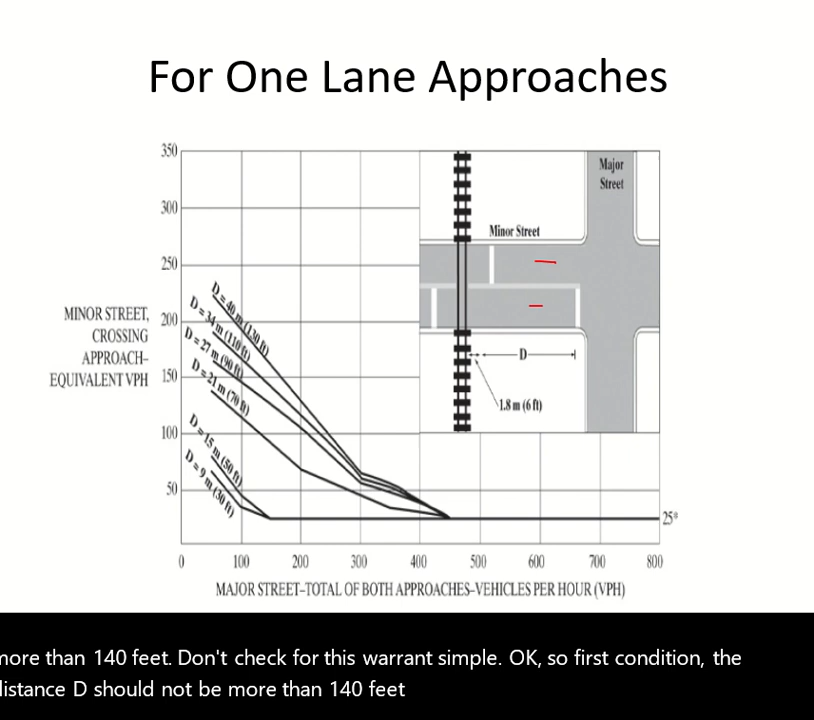 For One Lane Approaches
350
300
250
200
150
100
50
MINOR STREET,
CROSSING
APPROACH–
EQUIVALENT VPH
D = 40 m (130 ft)
D = 34 m (110 ft)
D = 27 m (90 ft)
D = 21 m (70 ft)
D = 15 m (50 ft)
D = 9 m (30 ft)
Major
Street
Minor Street
D
1.8 m (6 ft)
25*
0 100 200 300 400 500 600 700 800
MAJOR STREET–TOTAL OF BOTH APPROACHES–VEHICLES PER HOUR (VPH)
more than 140 feet. Don't check for this warrant simple. OK, so first condition, the
distance D should not be more than 140 feet